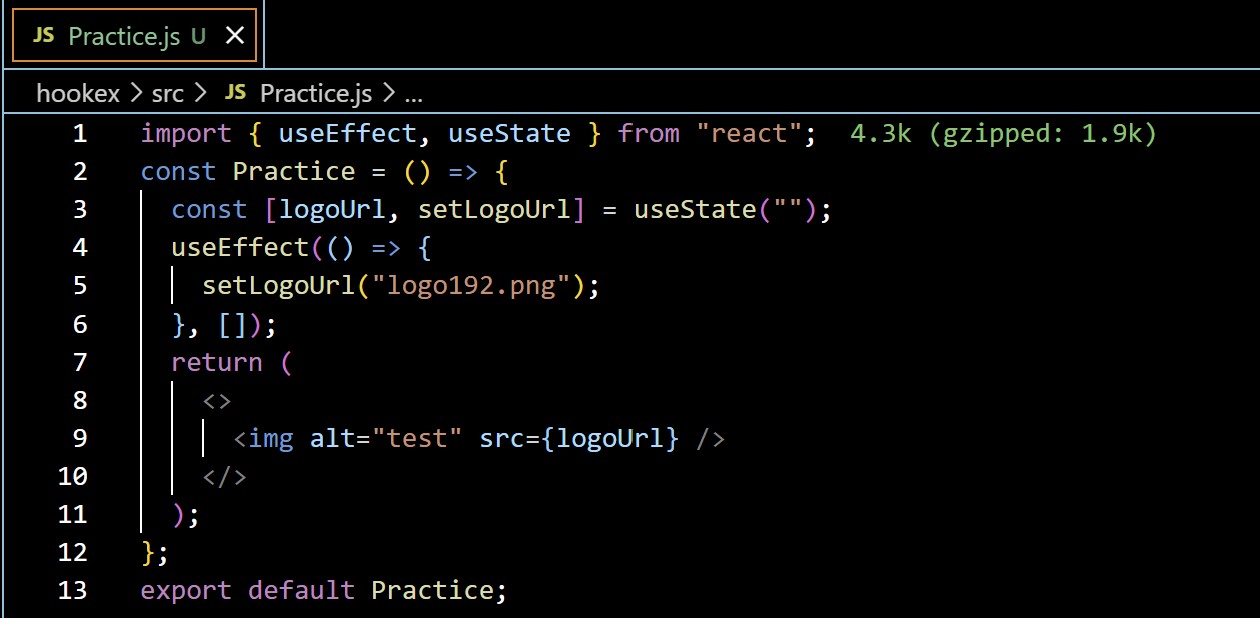 JS Practice.js U ×
hookex > src > JS Practice.js > ...
1 import { useEffect, useState } from "react"; 4.3k (gzipped: 1.9k)
2 const Practice = () => {
3   const [logoUrl, setLogoUrl] = useState("");
4   useEffect(() => {
5     setLogoUrl("logo192.png");
6   }, []);
7   return (
8     <>
9       <img alt="test" src={logoUrl} />
10     </>
11   );
12 };
13 export default Practice;